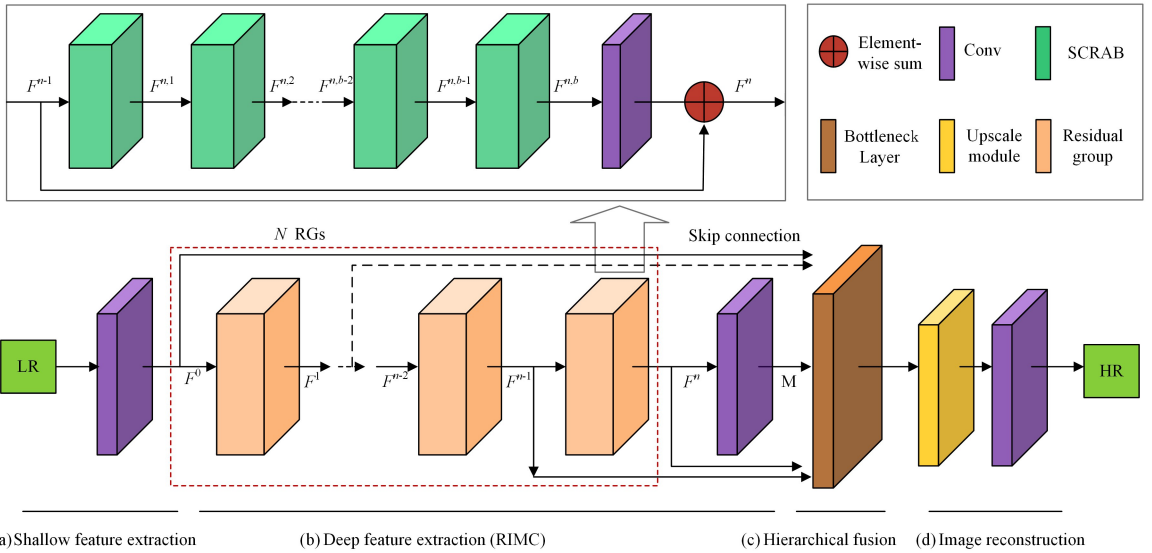 F^{n-1}
F^{n,1}
F^{n,2}
F^{n,b-2}
F^{n,b-1}
F^{n,b}
F^n
Element-
wise sum
Conv
SCRAB
Bottleneck
Layer
Upscale
module
Residual
group
N RGs
Skip connection
LR
F^0
F^1
F^{n-2}
F^{n-1}
F^n
M
HR
a) Shallow feature extraction
(b) Deep feature extraction (RIMC)
(c) Hierarchical fusion
(d) Image reconstruction